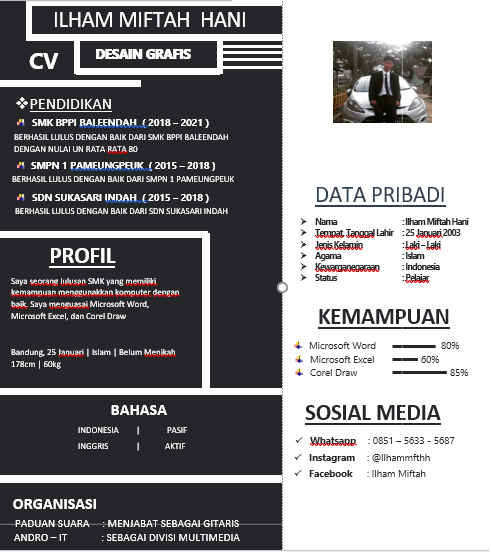 ILHAM MIFTAH HANI
CV
DESAIN GRAFIS
PENDIDIKAN
SMK BPPI BALEENDAH ( 2018 – 2021 )
BERHASIL LULUS DENGAN BAIK DARI SMK BPPI BALEENDAH
DENGAN NULAI UN RATA RATA 80
SMPN 1 PAMEUNGPEUK ( 2015 – 2018 )
BERHASIL LULUS DENGAN BAIK DARI SMPN 1 PAMEUNGPEUK
SDN SUKASARI INDAH ( 2015 – 2018 )
BERHASIL LULUS DENGAN BAIK DARI SDN SUKASARI INDAH
PROFIL
Saya seorang lulusan SMK yang memiliki
kemampuan menggunakkan komputer dengan
baik. Saya menguasai Microsoft Word,
Microsoft Excel, dan Corel Draw
Bandung, 25 Januari | Islam | Belum Menikah
178cm | 60kg
BAHASA
INDONESIA | PASIF
INGGRIS | AKTIF
ORGANISASI
PADUAN SUARA : MENJABAT SEBAGAI GITARIS
ANDRO – IT : SEBAGAI DIVISI MULTIMEDIA
DATA PRIBADI
Nama : Ilham Miftah Hani
Tempat Tanggal Lahir : 25 Januari 2003
Jenis Kelamin : Laki – Laki
Agama : Islam
Kewarnanegaraan : Indonesia
Status : Pelajar
KEMAMPUAN
Microsoft Word 80%
Microsoft Excel 60%
Corel Draw 85%
SOSIAL MEDIA
Whatsapp : 0851 – 5633 - 5687
Instagram : @Ilhammfthh
Facebook : Ilham Miftah